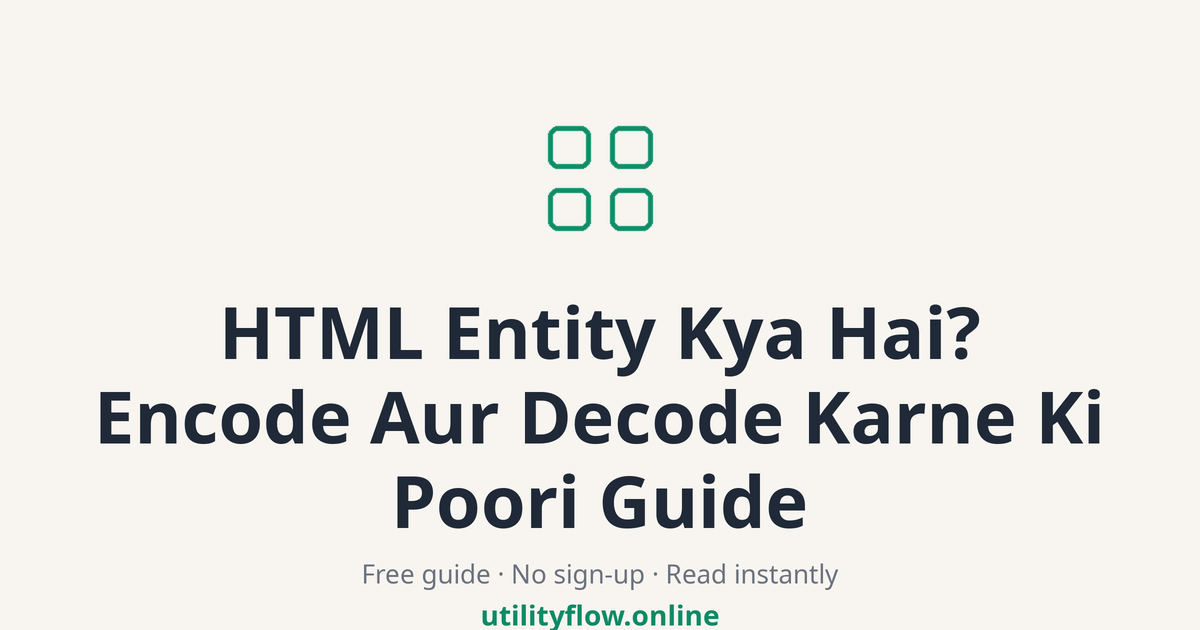 HTML Entity Kya Hai?
Encode Aur Decode Karne Ki
Poori Guide
Free guide · No sign-up · Read instantly
utilityflow.online